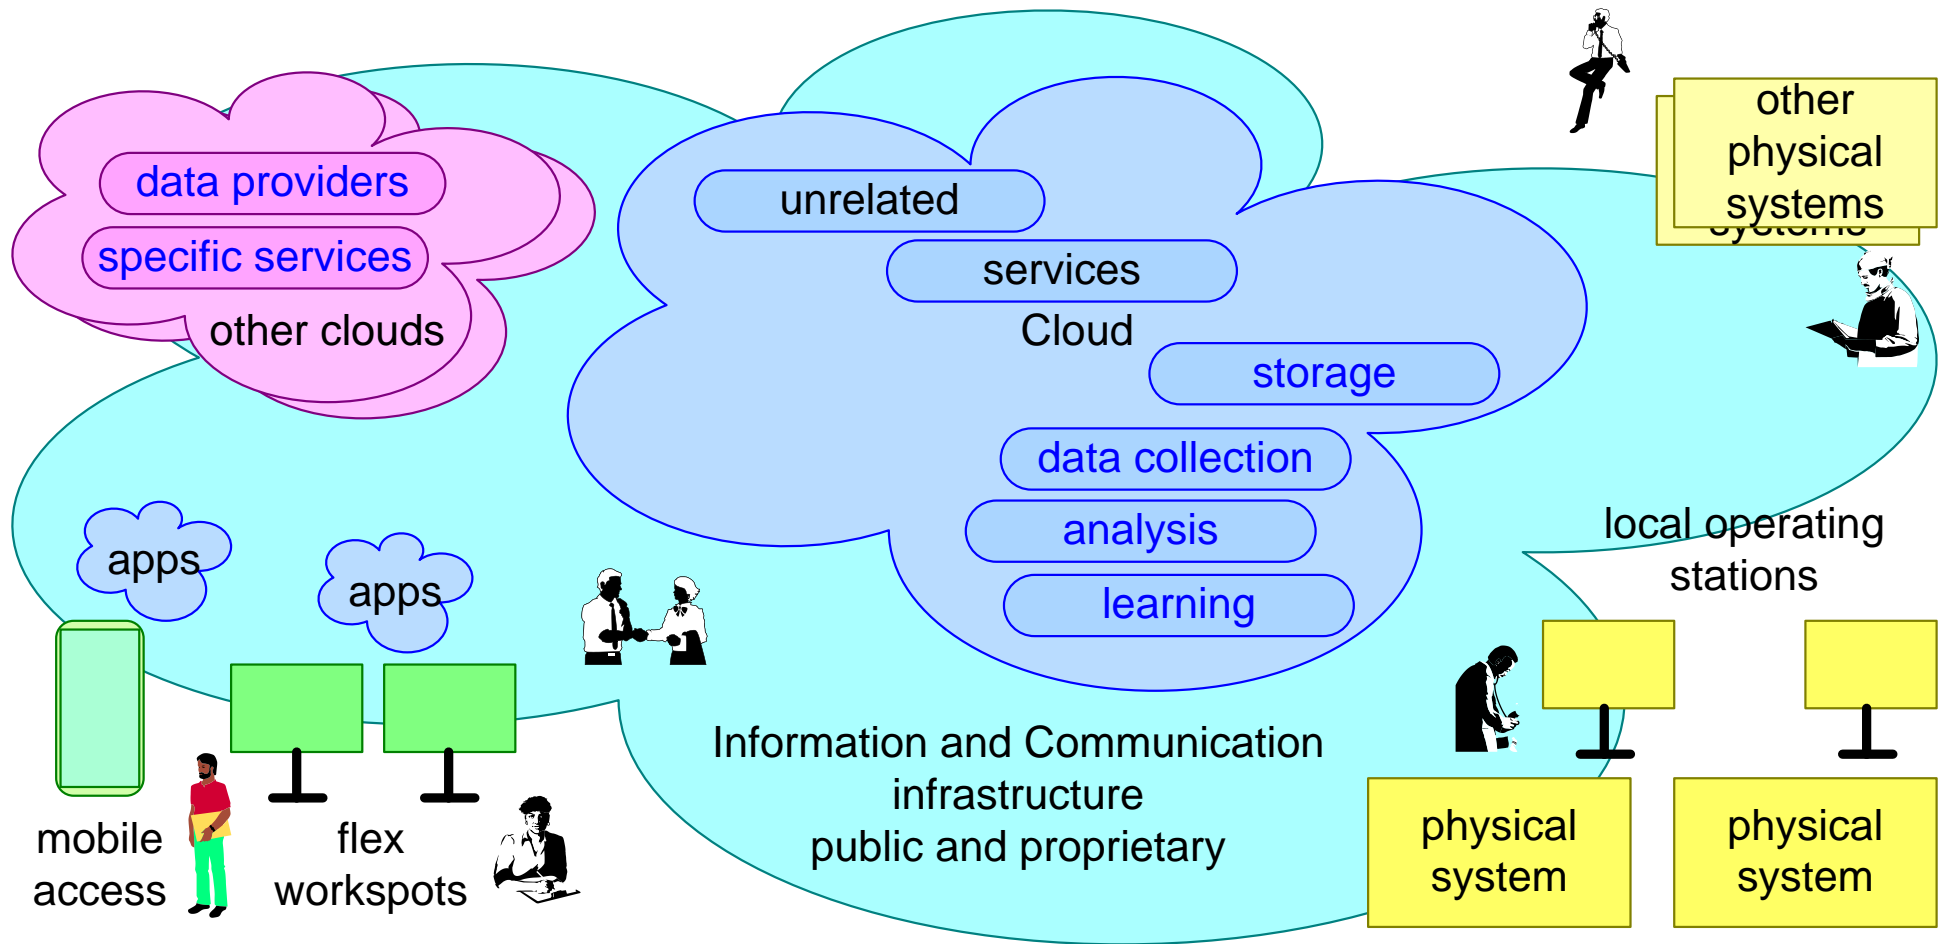 other
physical
systems
systems
data providers
specific services
other clouds
unrelated
services
Cloud
storage
data collection
analysis
learning
apps
apps
local operating
stations
Information and Communication
infrastructure
public and proprietary
mobile
access
flex
workspots
physical
system
physical
system